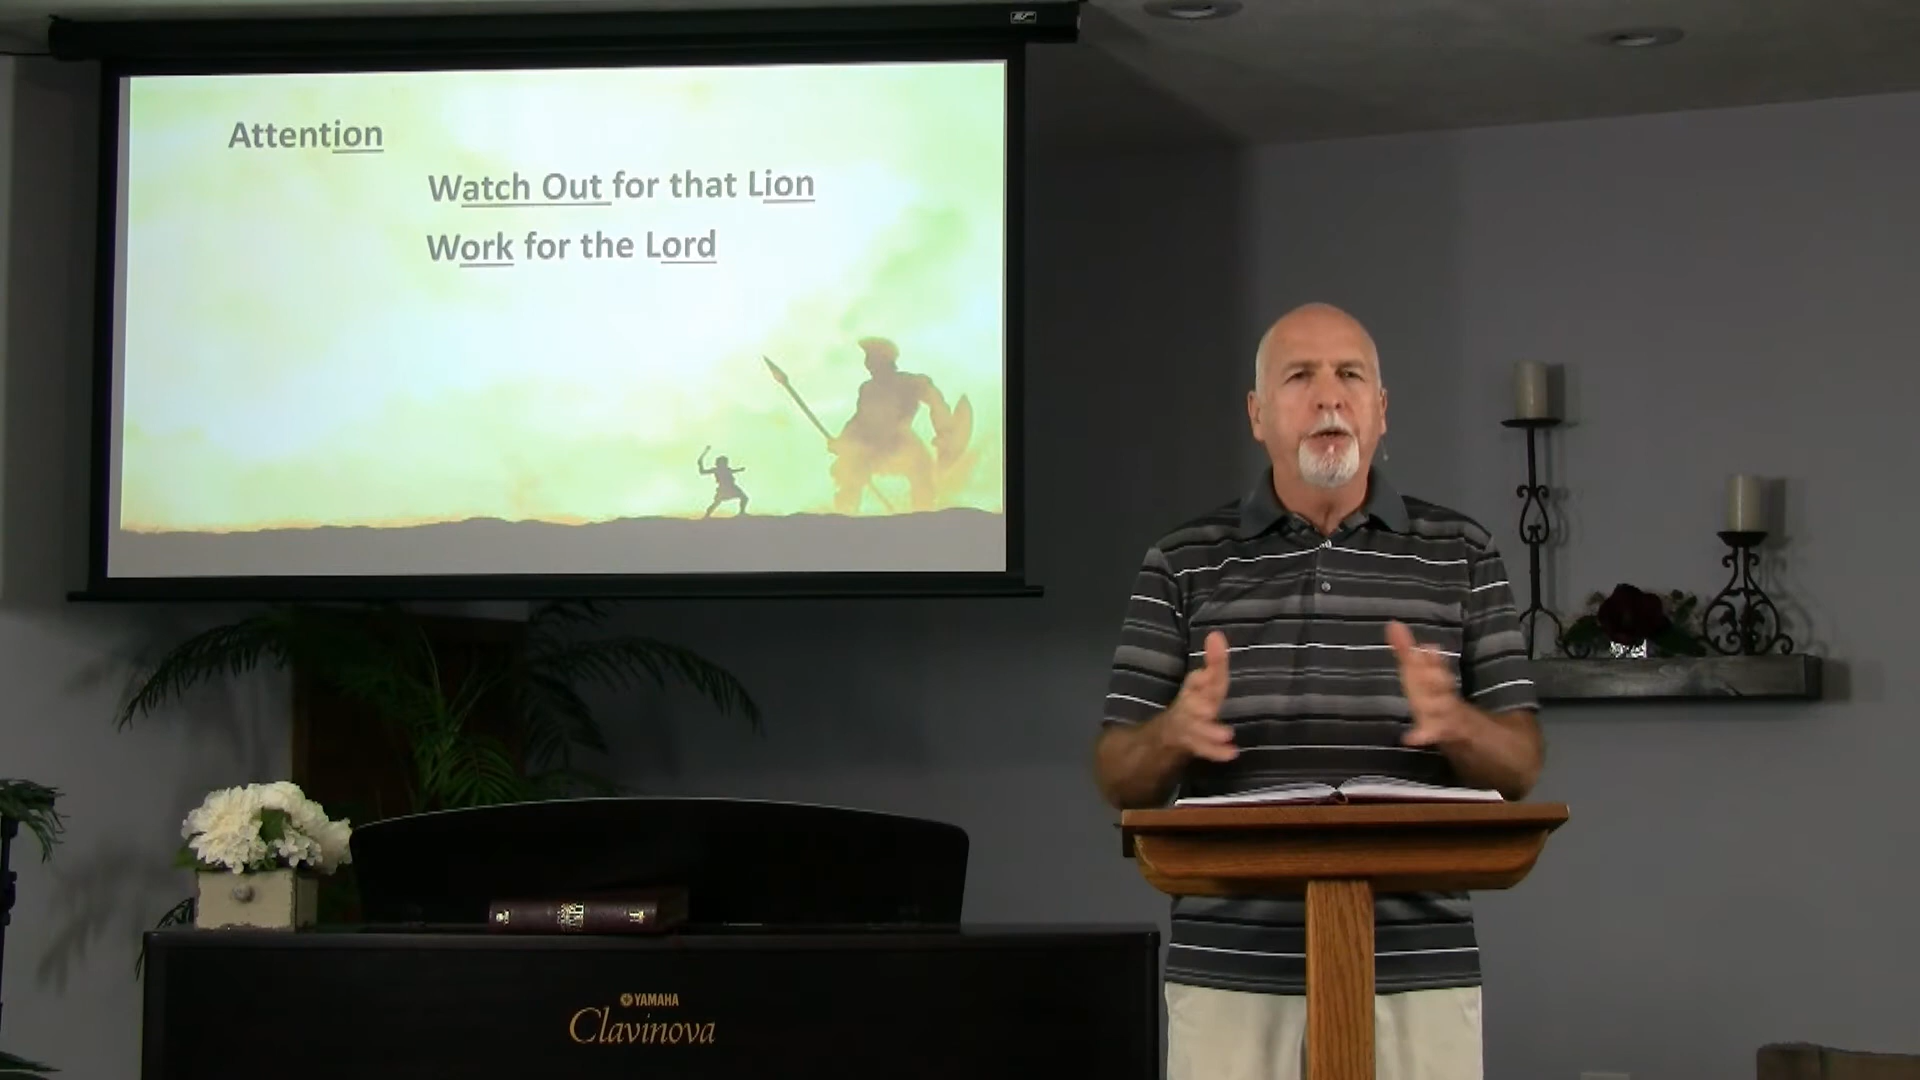 Attention
Watch Out for that Lion
Work for the Lord
YAMAHA
Clavinova